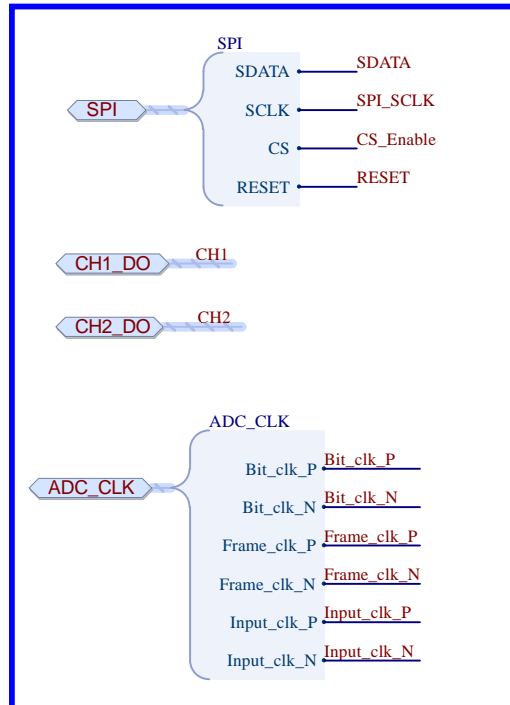 SPI
SDATA SDATA
SPI SCLK SPI_SCLK
CS CS_Enable
RESET RESET
CH1_DO CH1
CH2_DO CH2
ADC_CLK
Bit_clk_P Bit_clk_P
ADC_CLK Bit_clk_N Bit_clk_N
Frame_clk_P Frame_clk_P
Frame_clk_N Frame_clk_N
Input_clk_P Input_clk_P
Input_clk_N Input_clk_N